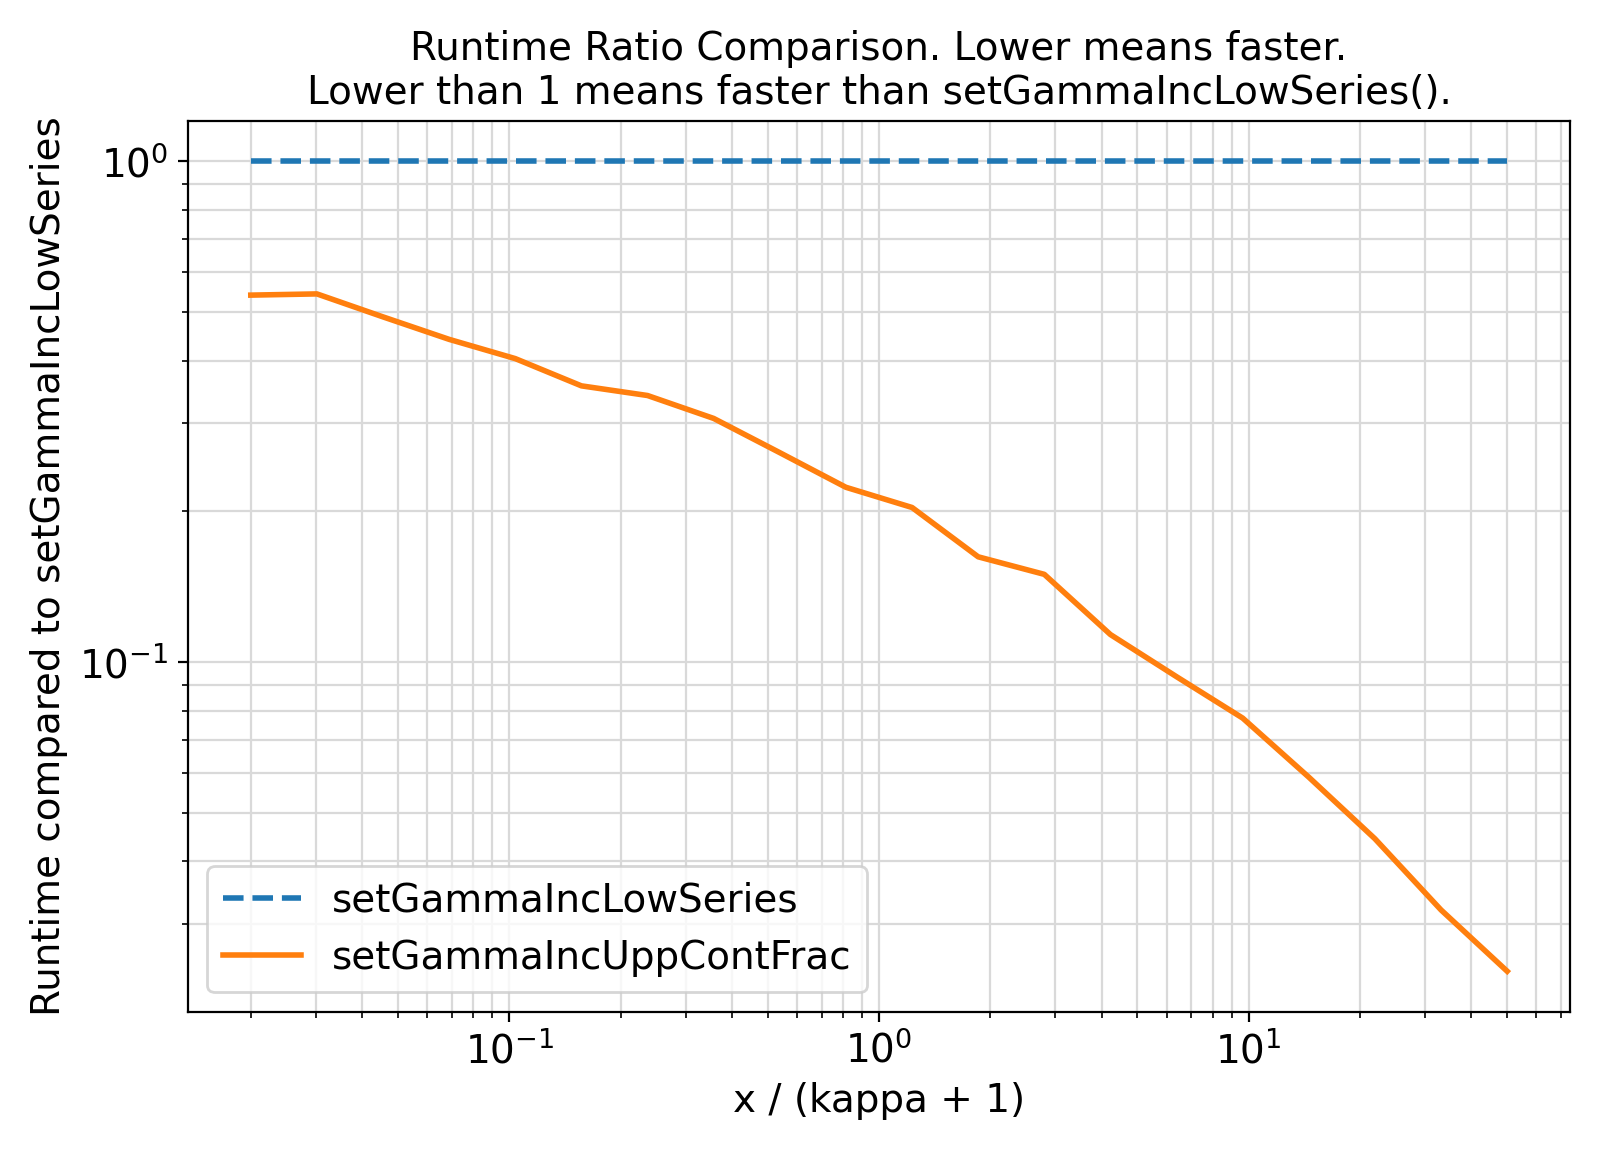 Runtime Ratio Comparison. Lower means faster.
Lower than 1 means faster than setGammaIncLowSeries().
Runtime compared to setGammaIncLowSeries
10⁰
10⁻¹
setGammaIncLowSeries
setGammaIncUppContFrac
10⁻¹ 10⁰ 10¹
x / (kappa + 1)